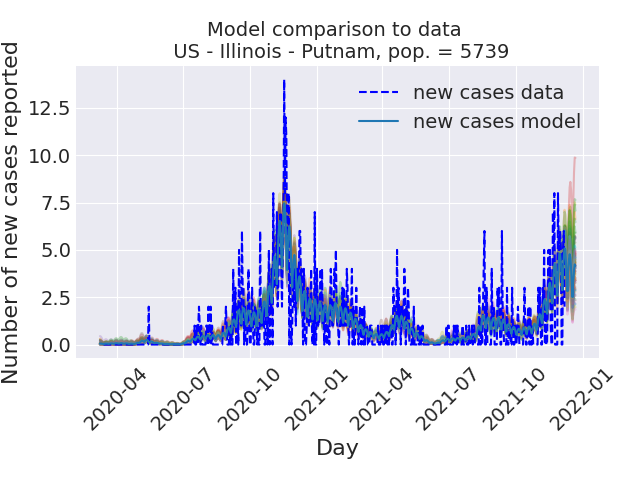 Model comparison to data
US - Illinois - Putnam, pop. = 5739
Number of new cases reported
12.5
10.0
7.5
5.0
2.5
0.0
new cases data
new cases model
2020-04
2020-07
2020-10
2021-01
2021-04
2021-07
2021-10
2022-01
Day